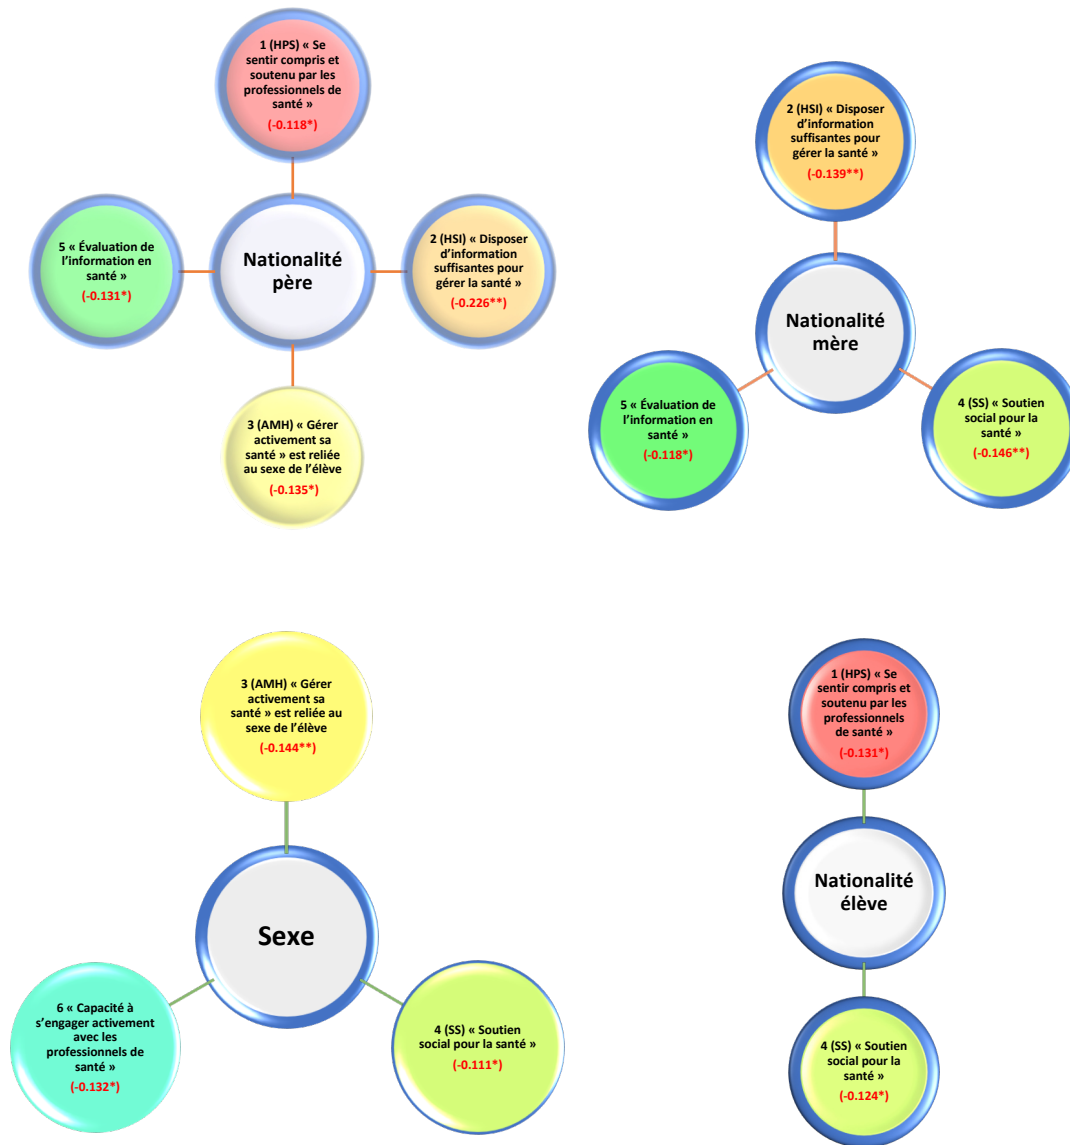 1 (HPS) « Se
sentir compris et
soutenu par les
professionnels de
santé »
(-0.118*)
5 « Évaluation de
l’information en
santé »
(-0.131*)
Nationalité
père
2 (HSI) « Disposer
d’information
suffisantes pour
gérer la santé »
(-0.226**)
3 (AMH) « Gérer
activement sa
santé » est reliée
au sexe de l’élève
(-0.135*)
2 (HSI) « Disposer
d’information
suffisantes pour
gérer la santé »
(-0.139**)
Nationalité
mère
5 « Évaluation de
l’information en
santé »
(-0.118*)
4 (SS) « Soutien
social pour la
santé »
(-0.146**)
3 (AMH) « Gérer
activement sa
santé » est reliée au
sexe de l’élève
(-0.144**)
Sexe
6 « Capacité à
s’engager activement
avec les
professionnels de
santé »
(-0.132*)
4 (SS) « Soutien
social pour la santé »
(-0.111*)
1 (HPS) « Se
sentir compris et
soutenu par les
professionnels
de santé »
(-0.131*)
Nationalité
élève
4 (SS) « Soutien
social pour la
santé »
(-0.124*)